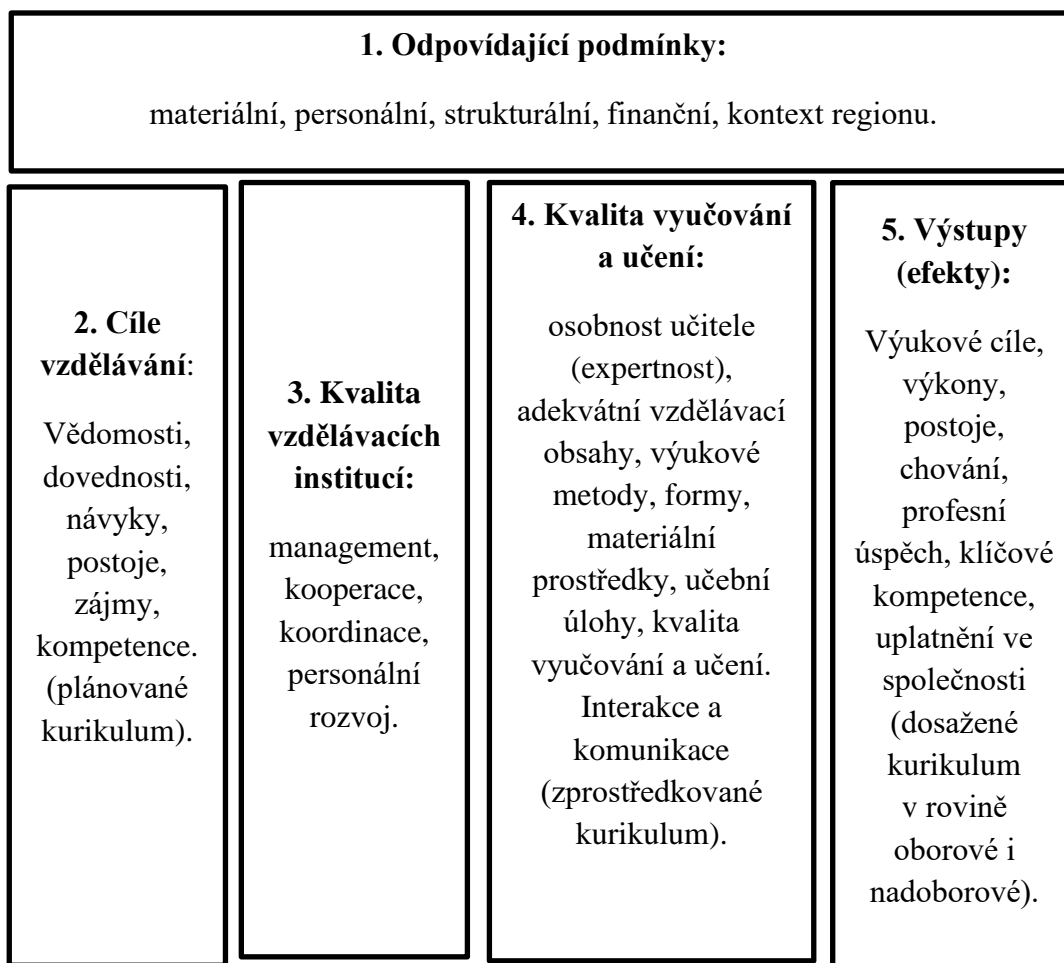 1. Odpovídající podmínky:
materiální, personální, strukturální, finanční, kontext regionu.
2. Cíle
vzdělávání:
Vědomosti,
dovednosti,
návyky,
postoje,
zájmy,
kompetence.
(plánované
kurikulum).
3. Kvalita
vzdělávacích
institucí:
management,
kooperace,
koordinace,
personální
rozvoj.
4. Kvalita vyučování
a učení:
osobnost učitele
(expertnost),
adekvátní vzdělávací
obsahy, výukové
metody, formy,
materiální
prostředky, učební
úlohy, kvalita
vyučování a učení.
Interakce a
komunikace
(zprostředkované
kurikulum).
5. Výstupy
(efekty):
Výukové cíle,
výkony,
postoje,
chování,
profesní
úspěch, klíčové
kompetence,
uplatnění ve
společnosti
(dosažené
kurikulum
v rovině
oborové i
nadoborové).